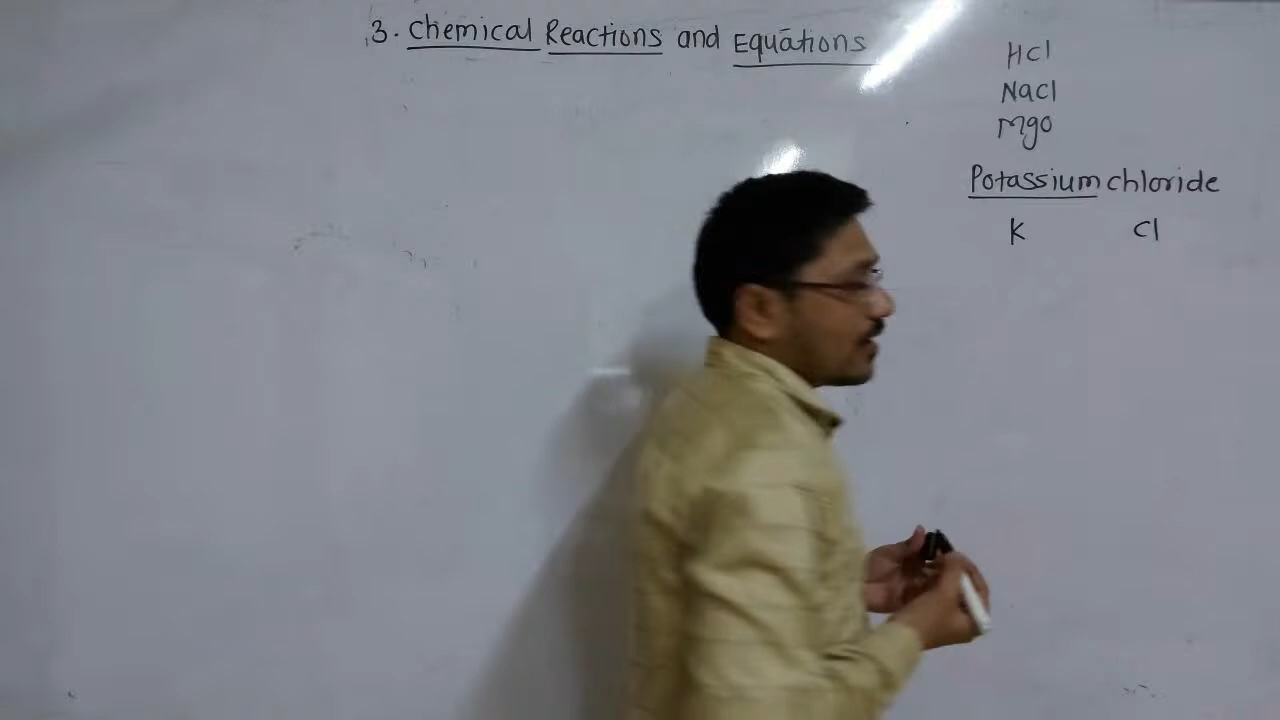 3. Chemical Reactions and Equations
HCl
NaCl
MgO
Potassium chloride
K Cl